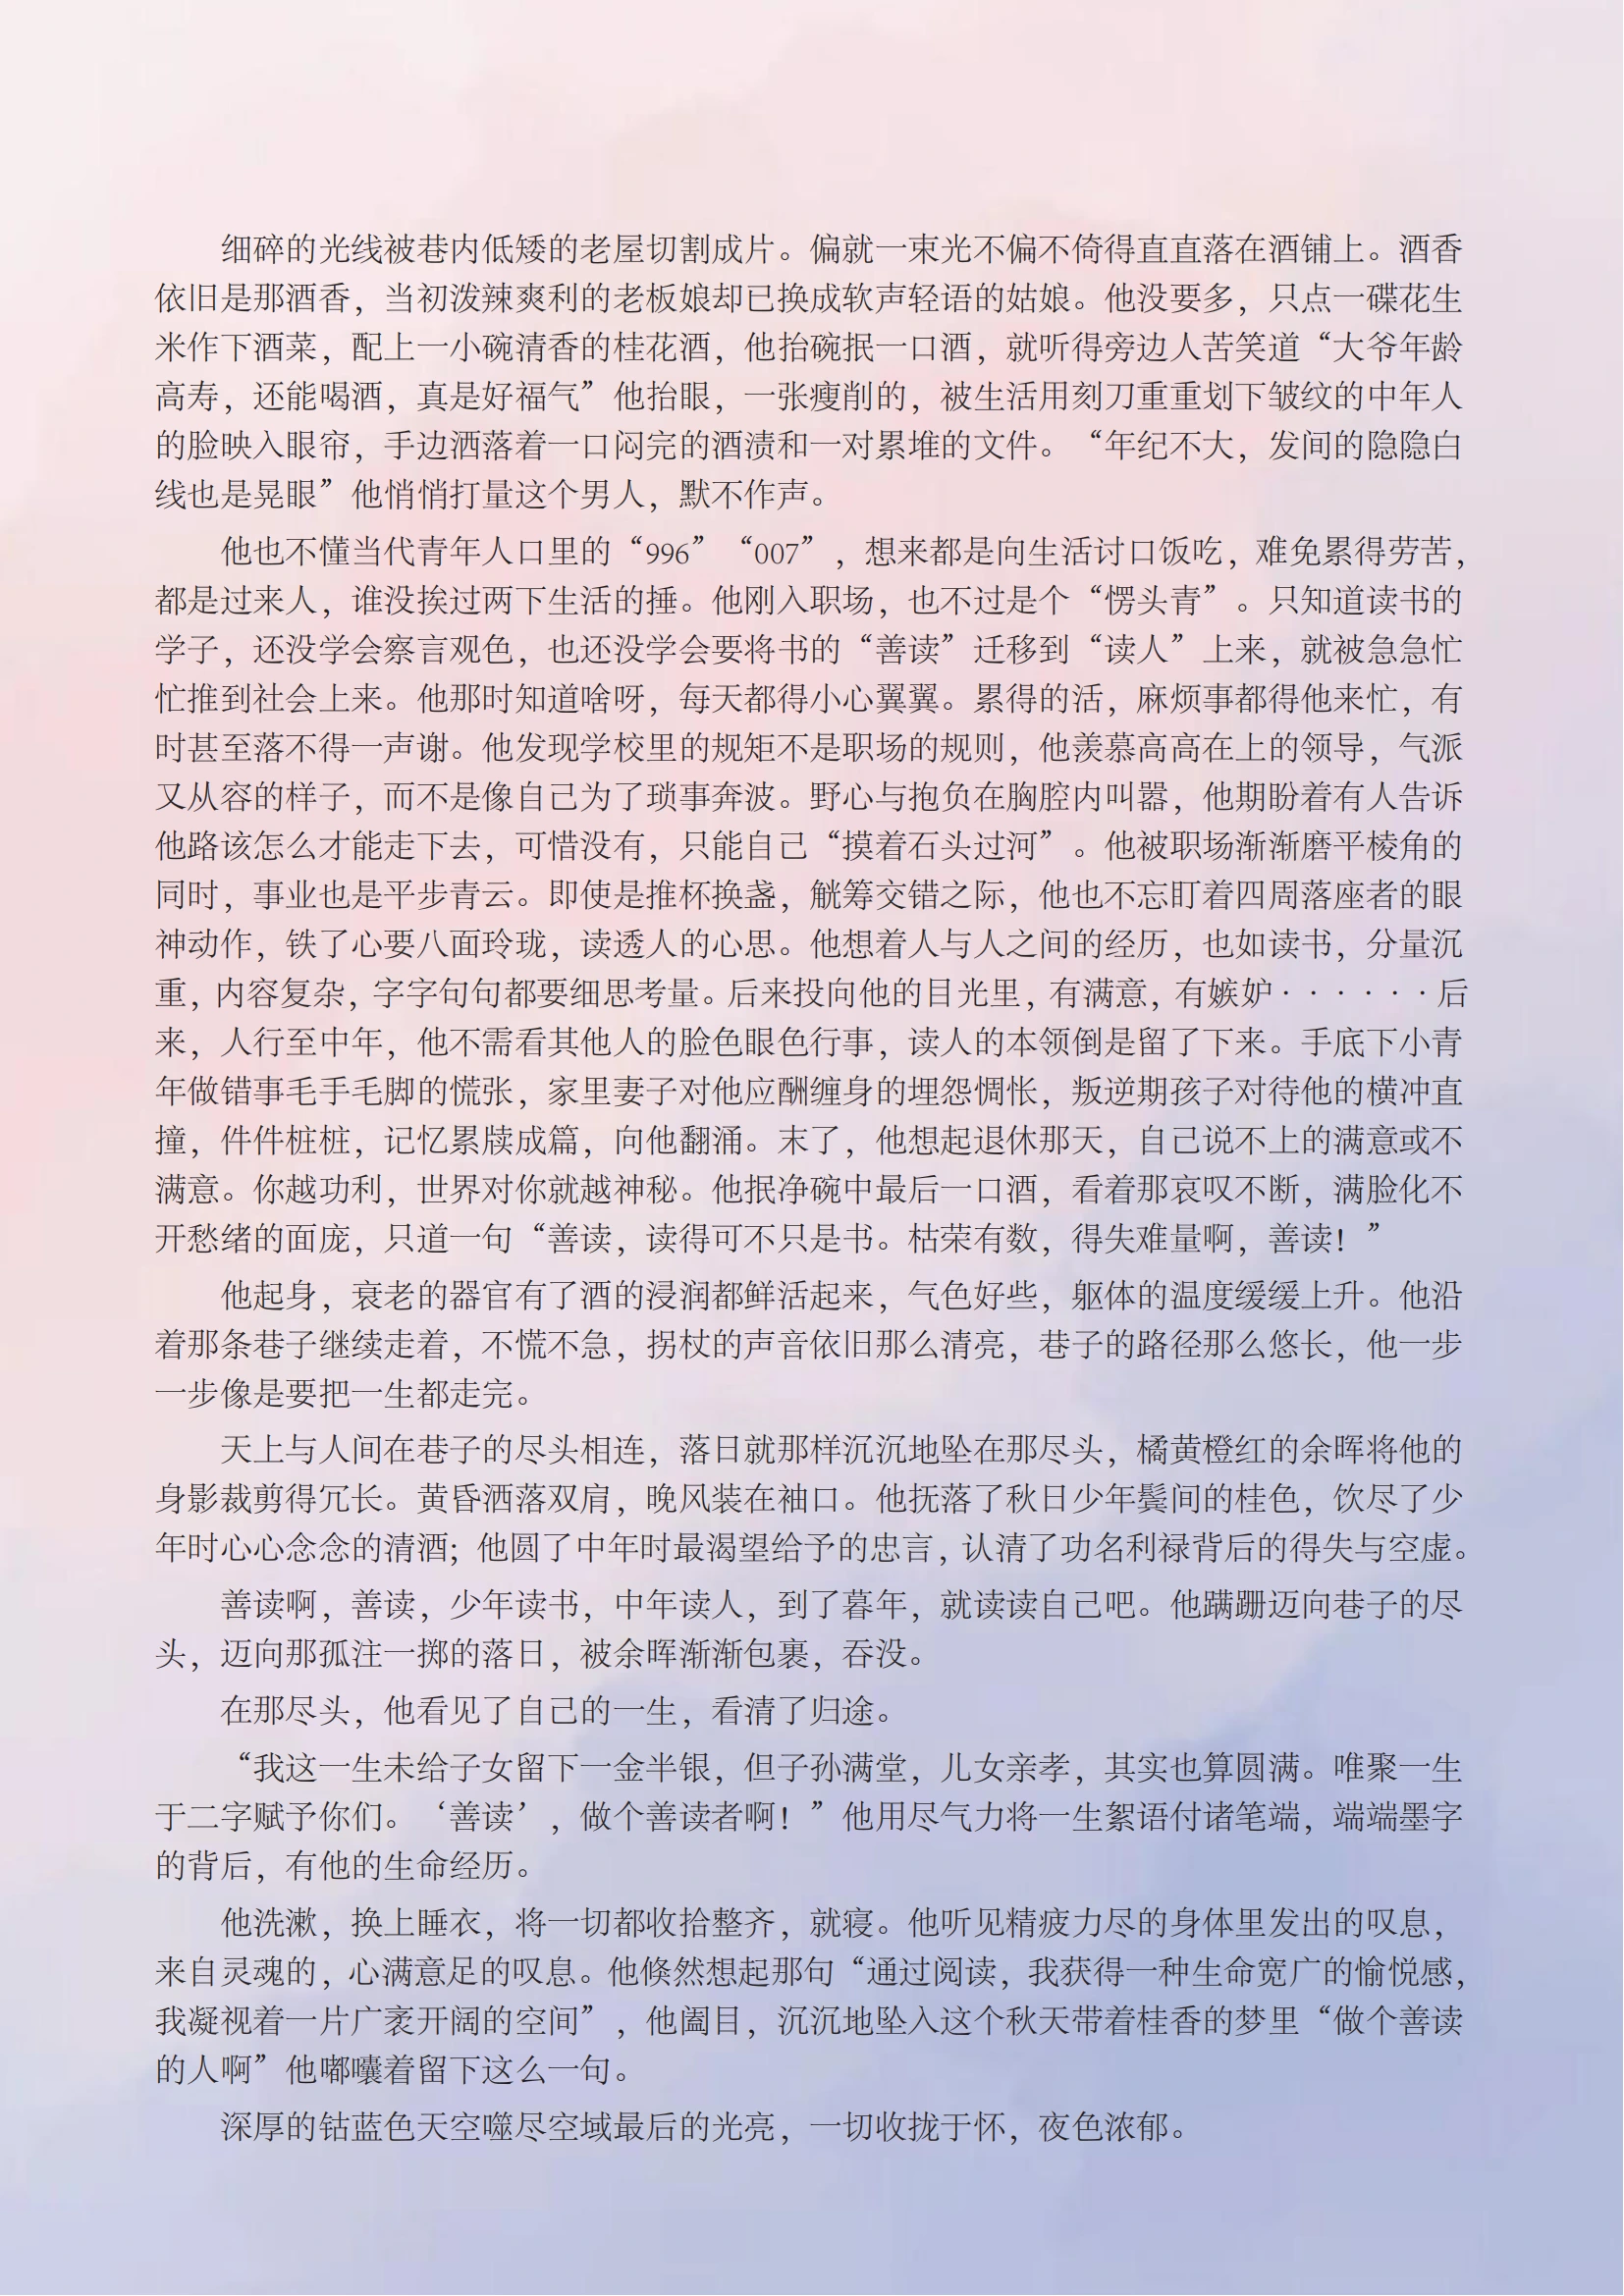 细碎的光线被巷内低矮的老屋切割成片。偏就一束光不偏不倚得直直落在酒铺上。酒香
依旧是那酒香，当初泼辣爽利的老板娘却已换成软声轻语的姑娘。他没要多，只点一碟花生
米作下酒菜，配上一小碗清香的桂花酒，他抬碗抿一口酒，就听得旁边人苦笑道“大爷年龄
高寿，还能喝酒，真是好福气”他抬眼，一张瘦削的，被生活用刻刀重重划下皱纹的中年人
的脸映入眼帘，手边洒落着一口闷完的酒渍和一对累堆的文件。“年纪不大，发间的隐隐白
线也是晃眼”他悄悄打量这个男人，默不作声。
他也不懂当代青年人口里的“996”“007”，想来都是向生活讨口饭吃，难免累得劳苦，
都是过来人，谁没挨过两下生活的捶。他刚入职场，也不过是个“愣头青”。只知道读书的
学子，还没学会察言观色，也还没学会要将书的“善读”迁移到“读人”上来，就被急急忙
忙推到社会上来。他那时知道啥呀，每天都得小心翼翼。累得的活，麻烦事都得他来忙，有
时甚至落不得一声谢。他发现学校里的规矩不是职场的规则，他羡慕高高在上的领导，气派
又从容的样子，而不是像自己为了琐事奔波。野心与抱负在胸腔内叫嚣，他期盼着有人告诉
他路该怎么才能走下去，可惜没有，只能自己“摸着石头过河”。他被职场渐渐磨平棱角的
同时，事业也是平步青云。即使是推杯换盏，觥筹交错之际，他也不忘盯着四周落座者的眼
神动作，铁了心要八面玲珑，读透人的心思。他想着人与人之间的经历，也如读书，分量沉
重，内容复杂，字字句句都要细思考量。后来投向他的目光里，有满意，有嫉妒······后
来，人行至中年，他不需看其他人的脸色眼色行事，读人的本领倒是留了下来。手底下小青
年做错事毛手毛脚的慌张，家里妻子对他应酬缠身的埋怨惆怅，叛逆期孩子对待他的横冲直
撞，件件桩桩，记忆累牍成篇，向他翻涌。末了，他想起退休那天，自己说不上的满意或不
满意。你越功利，世界对你就越神秘。他抿净碗中最后一口酒，看着那哀叹不断，满脸化不
开愁绪的面庞，只道一句“善读，读得可不只是书。枯荣有数，得失难量啊，善读！”
他起身，衰老的器官有了酒的浸润都鲜活起来，气色好些，躯体的温度缓缓上升。他沿
着那条巷子继续走着，不慌不急，拐杖的声音依旧那么清亮，巷子的路径那么悠长，他一步
一步像是要把一生都走完。
天上与人间在巷子的尽头相连，落日就那样沉沉地坠在那尽头，橘黄橙红的余晖将他的
身影裁剪得冗长。黄昏洒落双肩，晚风装在袖口。他抚落了秋日少年鬓间的桂色，饮尽了少
年时心心念念的清酒；他圆了中年时最渴望给予的忠言，认清了功名利禄背后的得失与空虚。
善读啊，善读，少年读书，中年读人，到了暮年，就读读自己吧。他蹒跚迈向巷子的尽
头，迈向那孤注一掷的落日，被余晖渐渐包裹，吞没。
在那尽头，他看见了自己的一生，看清了归途。
“我这一生未给子女留下一金半银，但子孙满堂，儿女亲孝，其实也算圆满。唯聚一生
于二字赋予你们。‘善读’，做个善读者啊！”他用尽气力将一生絮语付诸笔端，端端墨字
的背后，有他的生命经历。
他洗漱，换上睡衣，将一切都收拾整齐，就寝。他听见精疲力尽的身体里发出的叹息，
来自灵魂的，心满意足的叹息。他倏然想起那句“通过阅读，我获得一种生命宽广的愉悦感，
我凝视着一片广袤开阔的空间”，他阖目，沉沉地坠入这个秋天带着桂香的梦里“做个善读
的人啊”他嘟囔着留下这么一句。
深厚的钴蓝色天空噬尽空域最后的光亮，一切收拢于怀，夜色浓郁。